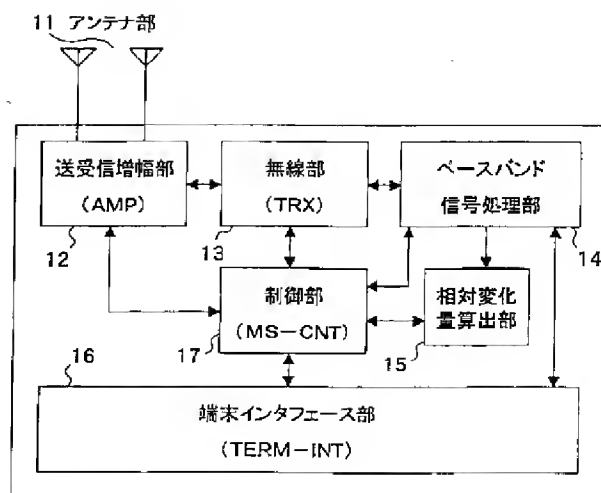 11 アンテナ部
送受信増幅部
(AMP)
12
無線部
(TRX)
13
ベースバンド
信号処理部
14
制御部
(MS-CNT)
17
相対変化
量算出部
15
16
端末インタフェース部
(TERM-INT)